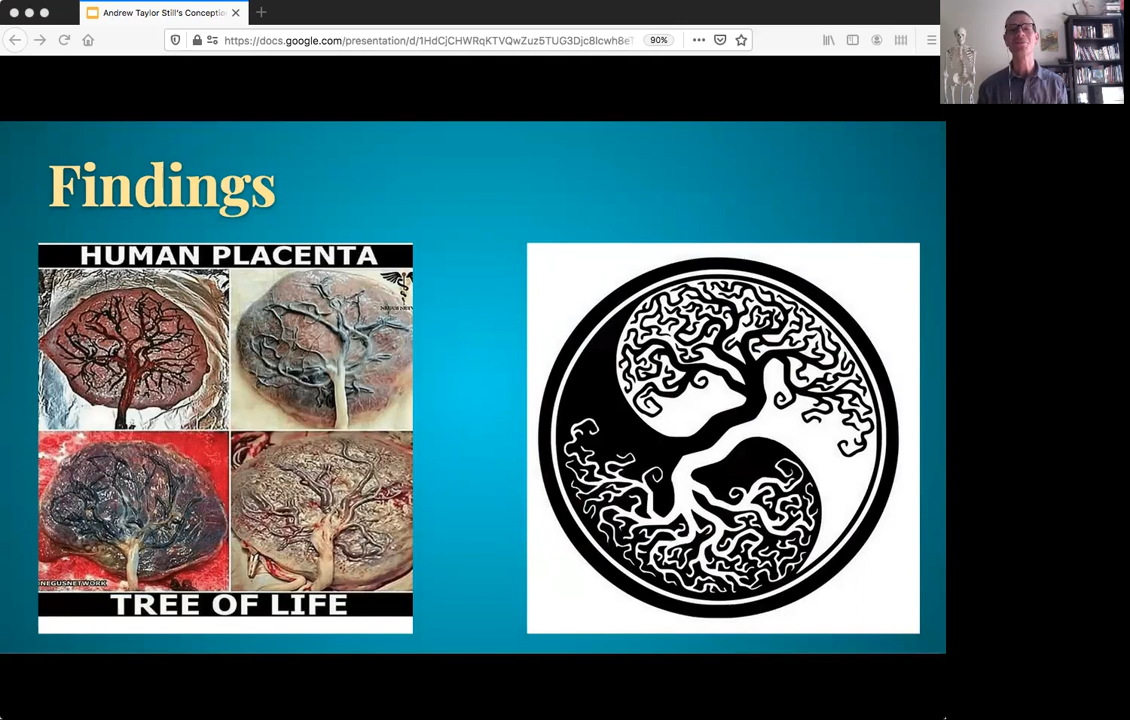 Andrew Taylor Still's Conceptio
https://docs.google.com/presentation/d/1HdCjCHWRqKTVQwZuz5TUG3Djc8lcwh8eT
90%
Findings
HUMAN PLACENTA
NEGUSNETWORK
TREE OF LIFE